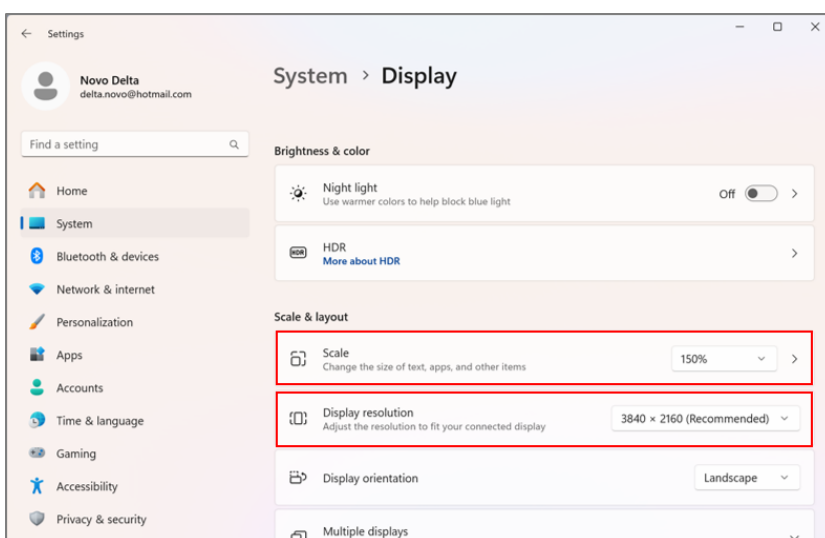 Settings
Novo Delta
delta.novo@hotmail.com
Find a setting
Home
System
Bluetooth & devices
Network & internet
Personalization
Apps
Accounts
Time & language
Gaming
Accessibility
Privacy & security
System > Display
Brightness & color
Night light
Use warmer colors to help block blue light
Off
HDR
HDR
More about HDR
Scale & layout
Scale
Change the size of text, apps, and other items
150%
Display resolution
Adjust the resolution to fit your connected display
3840 × 2160 (Recommended)
Display orientation
Landscape
Multiple displays